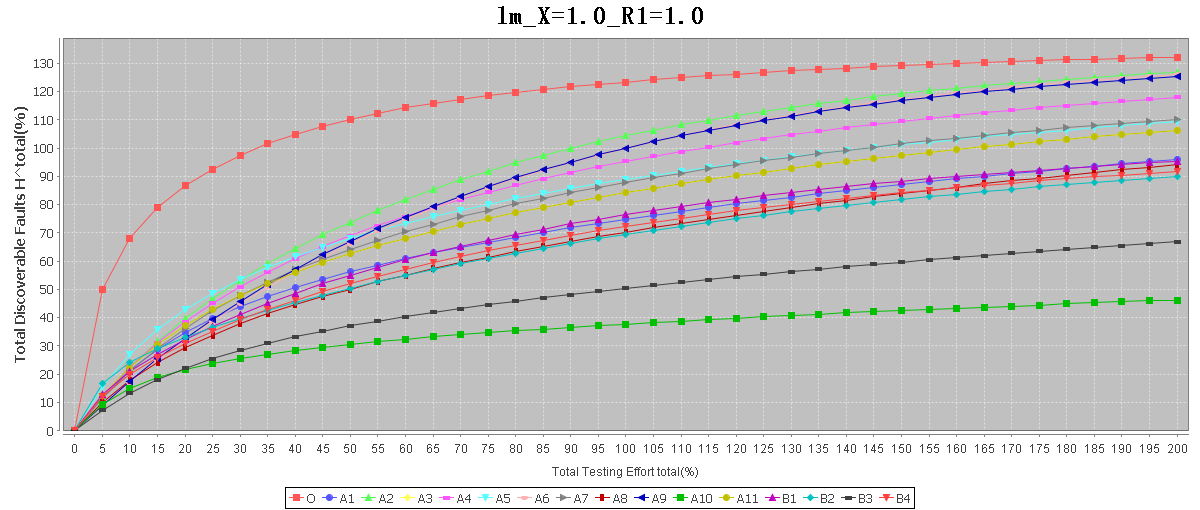 lm_X=1.0_R1=1.0
Total Discoverable Faults H^total(%)
130
120
110
100
90
80
70
60
50
40
30
20
10
0
0 5 10 15 20 25 30 35 40 45 50 55 60 65 70 75 80 85 90 95 100 105 110 115 120 125 130 135 140 145 150 155 160 165 170 175 180 185 190 195 200
Total Testing Effort total(%)
O A1 A2 A3 A4 A5 A6 A7 A8 A9 A10 A11 B1 B2 B3 B4